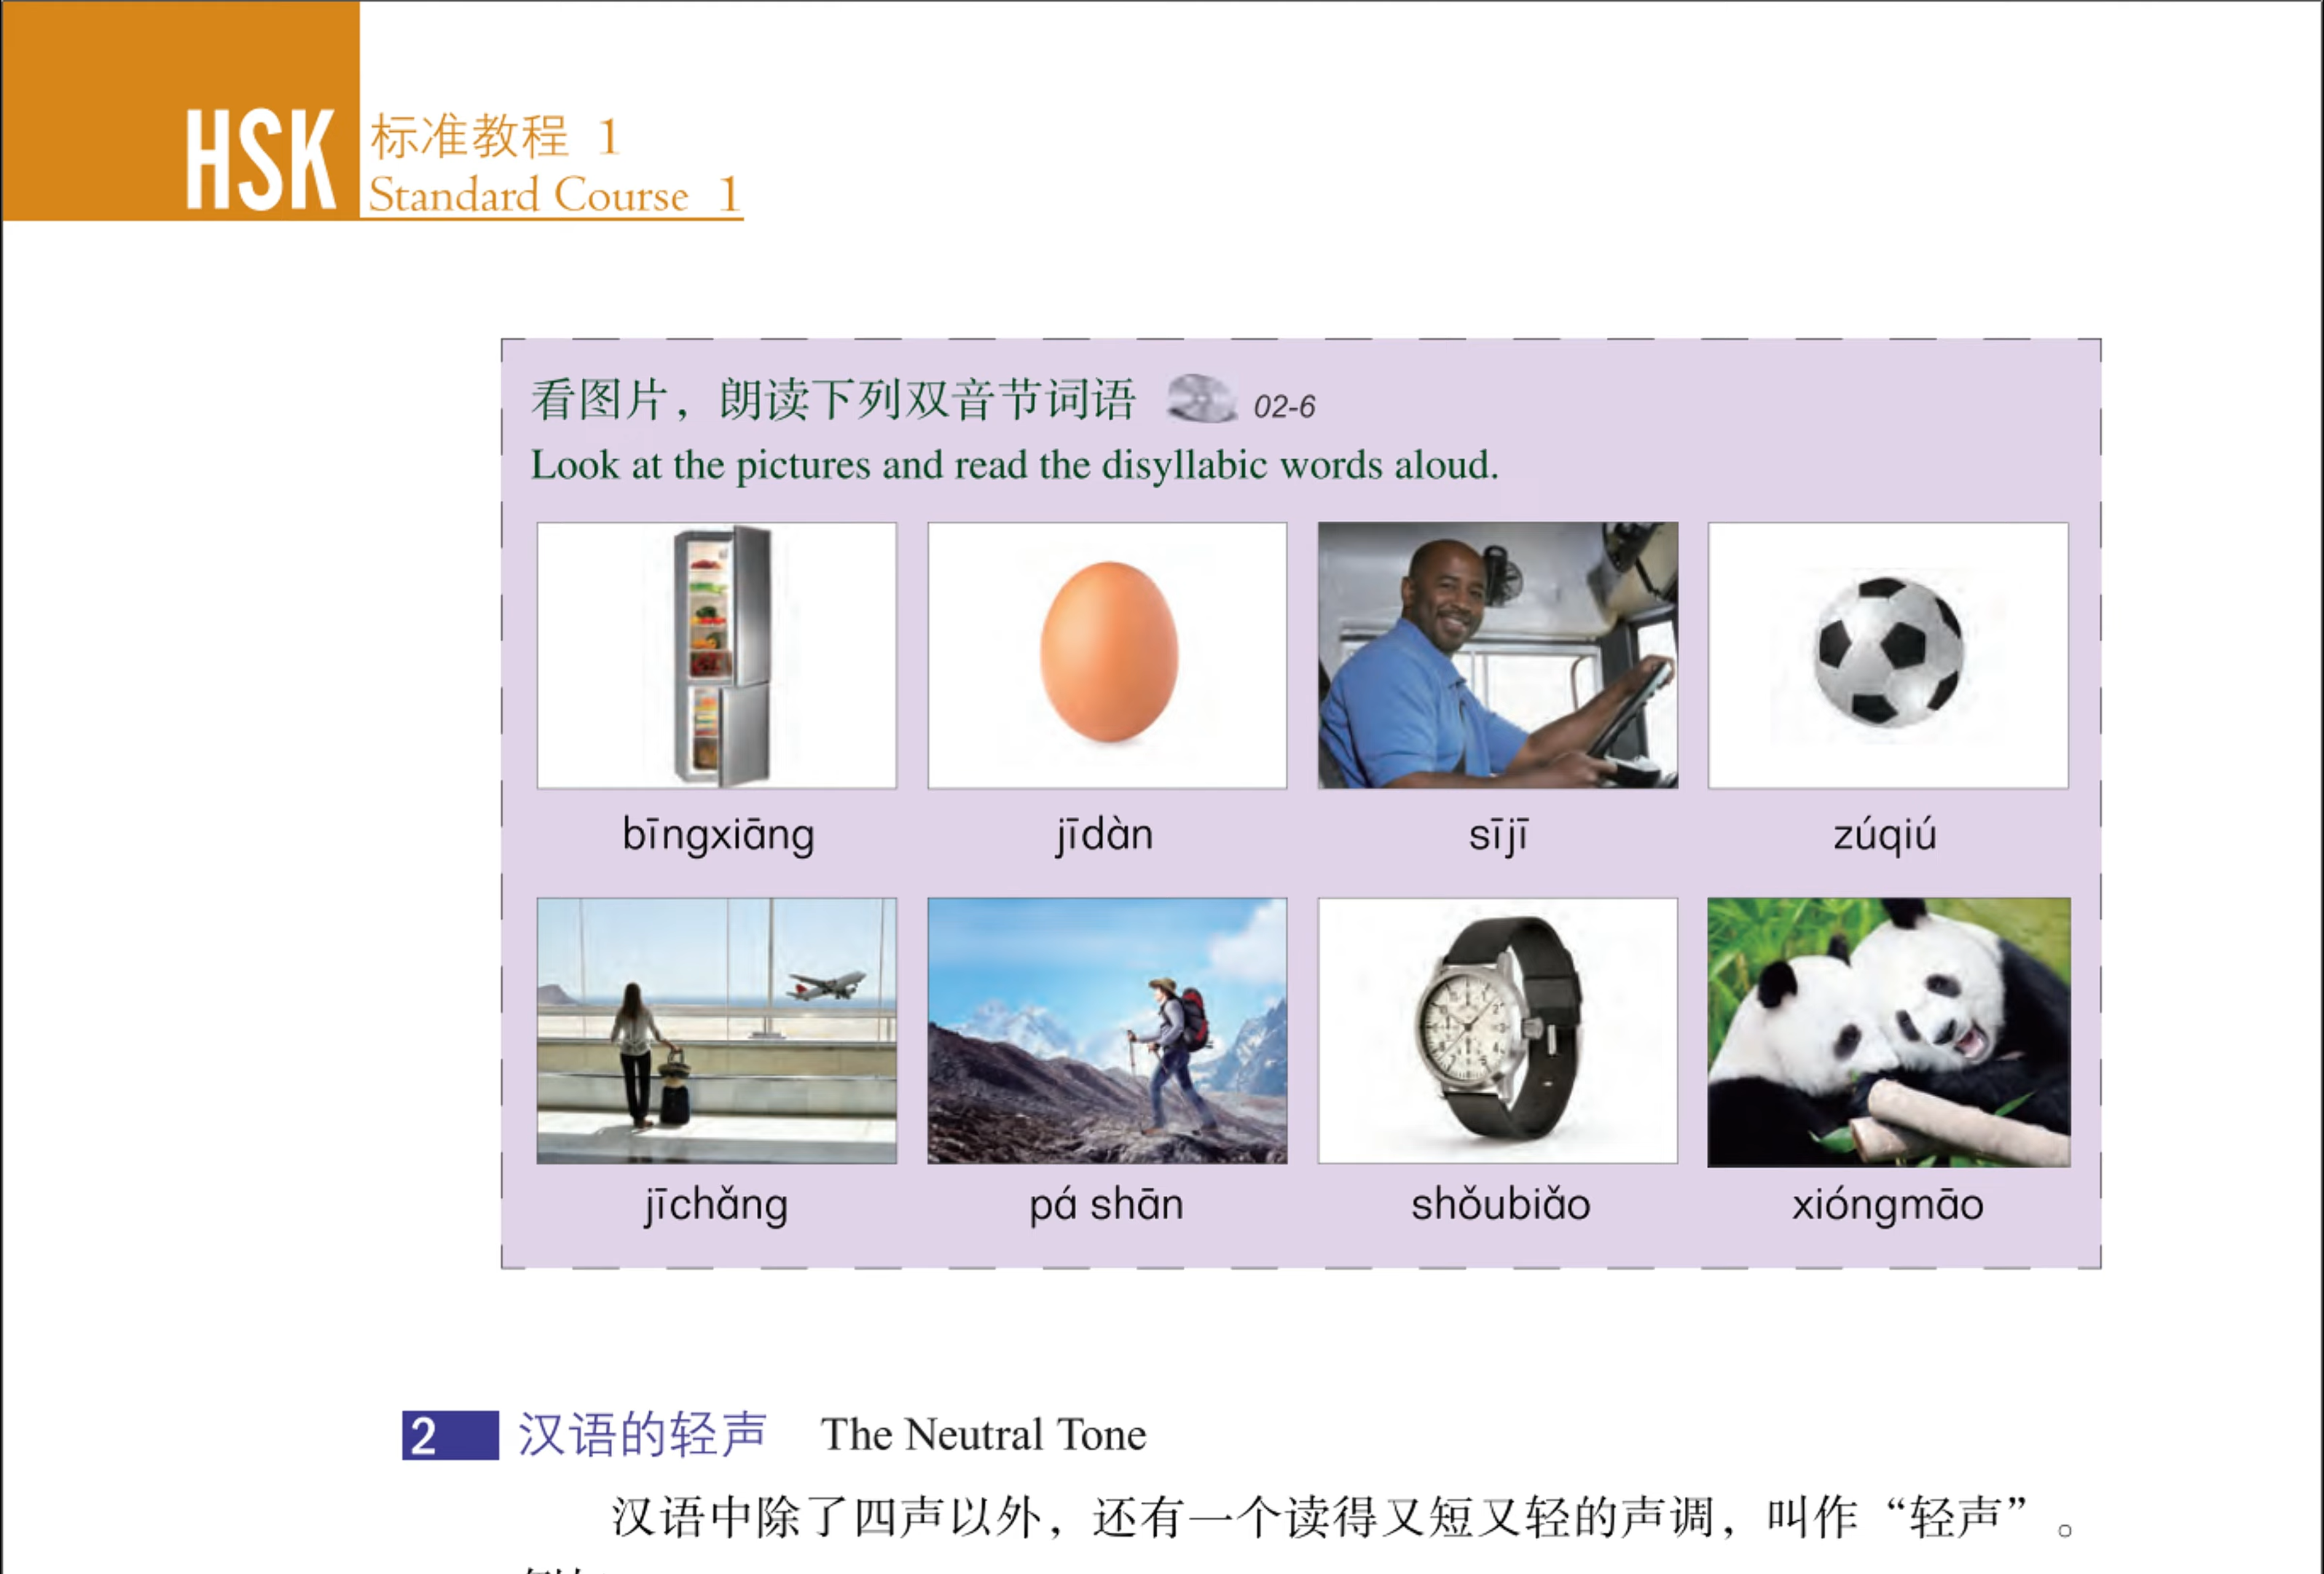 HSK
标准教程 1
Standard Course 1
看图片，朗读下列双音节词语 02-6
Look at the pictures and read the disyllabic words aloud.
bīngxiāng jīdàn sījī zúqiú
jīchǎng pá shān shǒubiǎo xióngmāo
2 汉语的轻声 The Neutral Tone
汉语中除了四声以外，还有一个读得又短又轻的声调，叫作“轻声”。